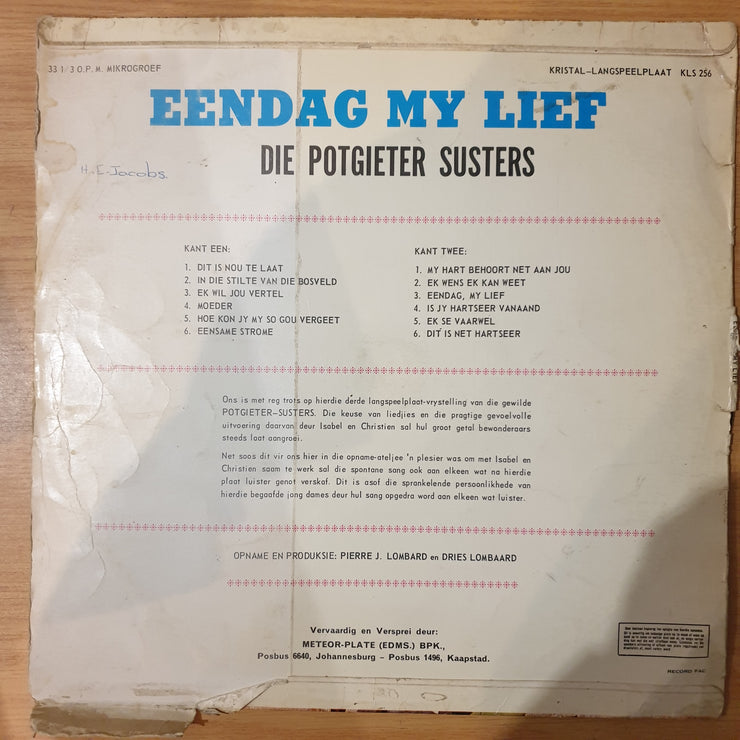 33 1/3 O.P.M. MIKROGROEF
KRISTAL-LANGSPEELPLAAT KLS 256
EENDAG MY LIEF
DIE POTGIETER SUSTERS
H.E. Jacobs.
KANT EEN:
1. DIT IS NOU TE LAAT
2. IN DIE STILTE VAN DIE BOSVELD
3. EK WIL JOU VERTEL
4. MOEDER
5. HOE KON JY MY SO GOU VERGEET
6. EENSAME STROME
KANT TWEE:
1. MY HART BEHOORT NET AAN JOU
2. EK WENS EK KAN WEET
3. EENDAG, MY LIEF
4. IS JY HARTSEER VANAAND
5. EK SE VAARWEL
6. DIT IS NET HARTSEER
Ons is met reg trots op hierdie derde langspeelplaat-vrystelling van die gewilde
POTGIETER-SUSTERS. Die keuse van liedjies en die pragtige gevoelvolle
uitvoering daarvan deur Isabel en Christien sal hul groot getal bewonderaars
steeds laat aangroei.
Net soos dit vir ons hier in die opname-ateljee 'n plesier was om met Isabel en
Christien saam te werk sal die spontane sang ook aan elkeen wat na hierdie
plaat luister genot verskaf. Dit is asof die sprankelende persoonlikhede van
hierdie begaafde jong dames deur hul sang opgedra word aan elkeen wat luister.
OPNAME EN PRODUKSIE: PIERRE J. LOMBARD en DRIES LOMBAARD
Vervaardig en Versprei deur:
METEOR-PLATE (EDMS.) BPK.,
Posbus 6640, Johannesburg - Posbus 1496, Kaapstad.
RECORD PAC